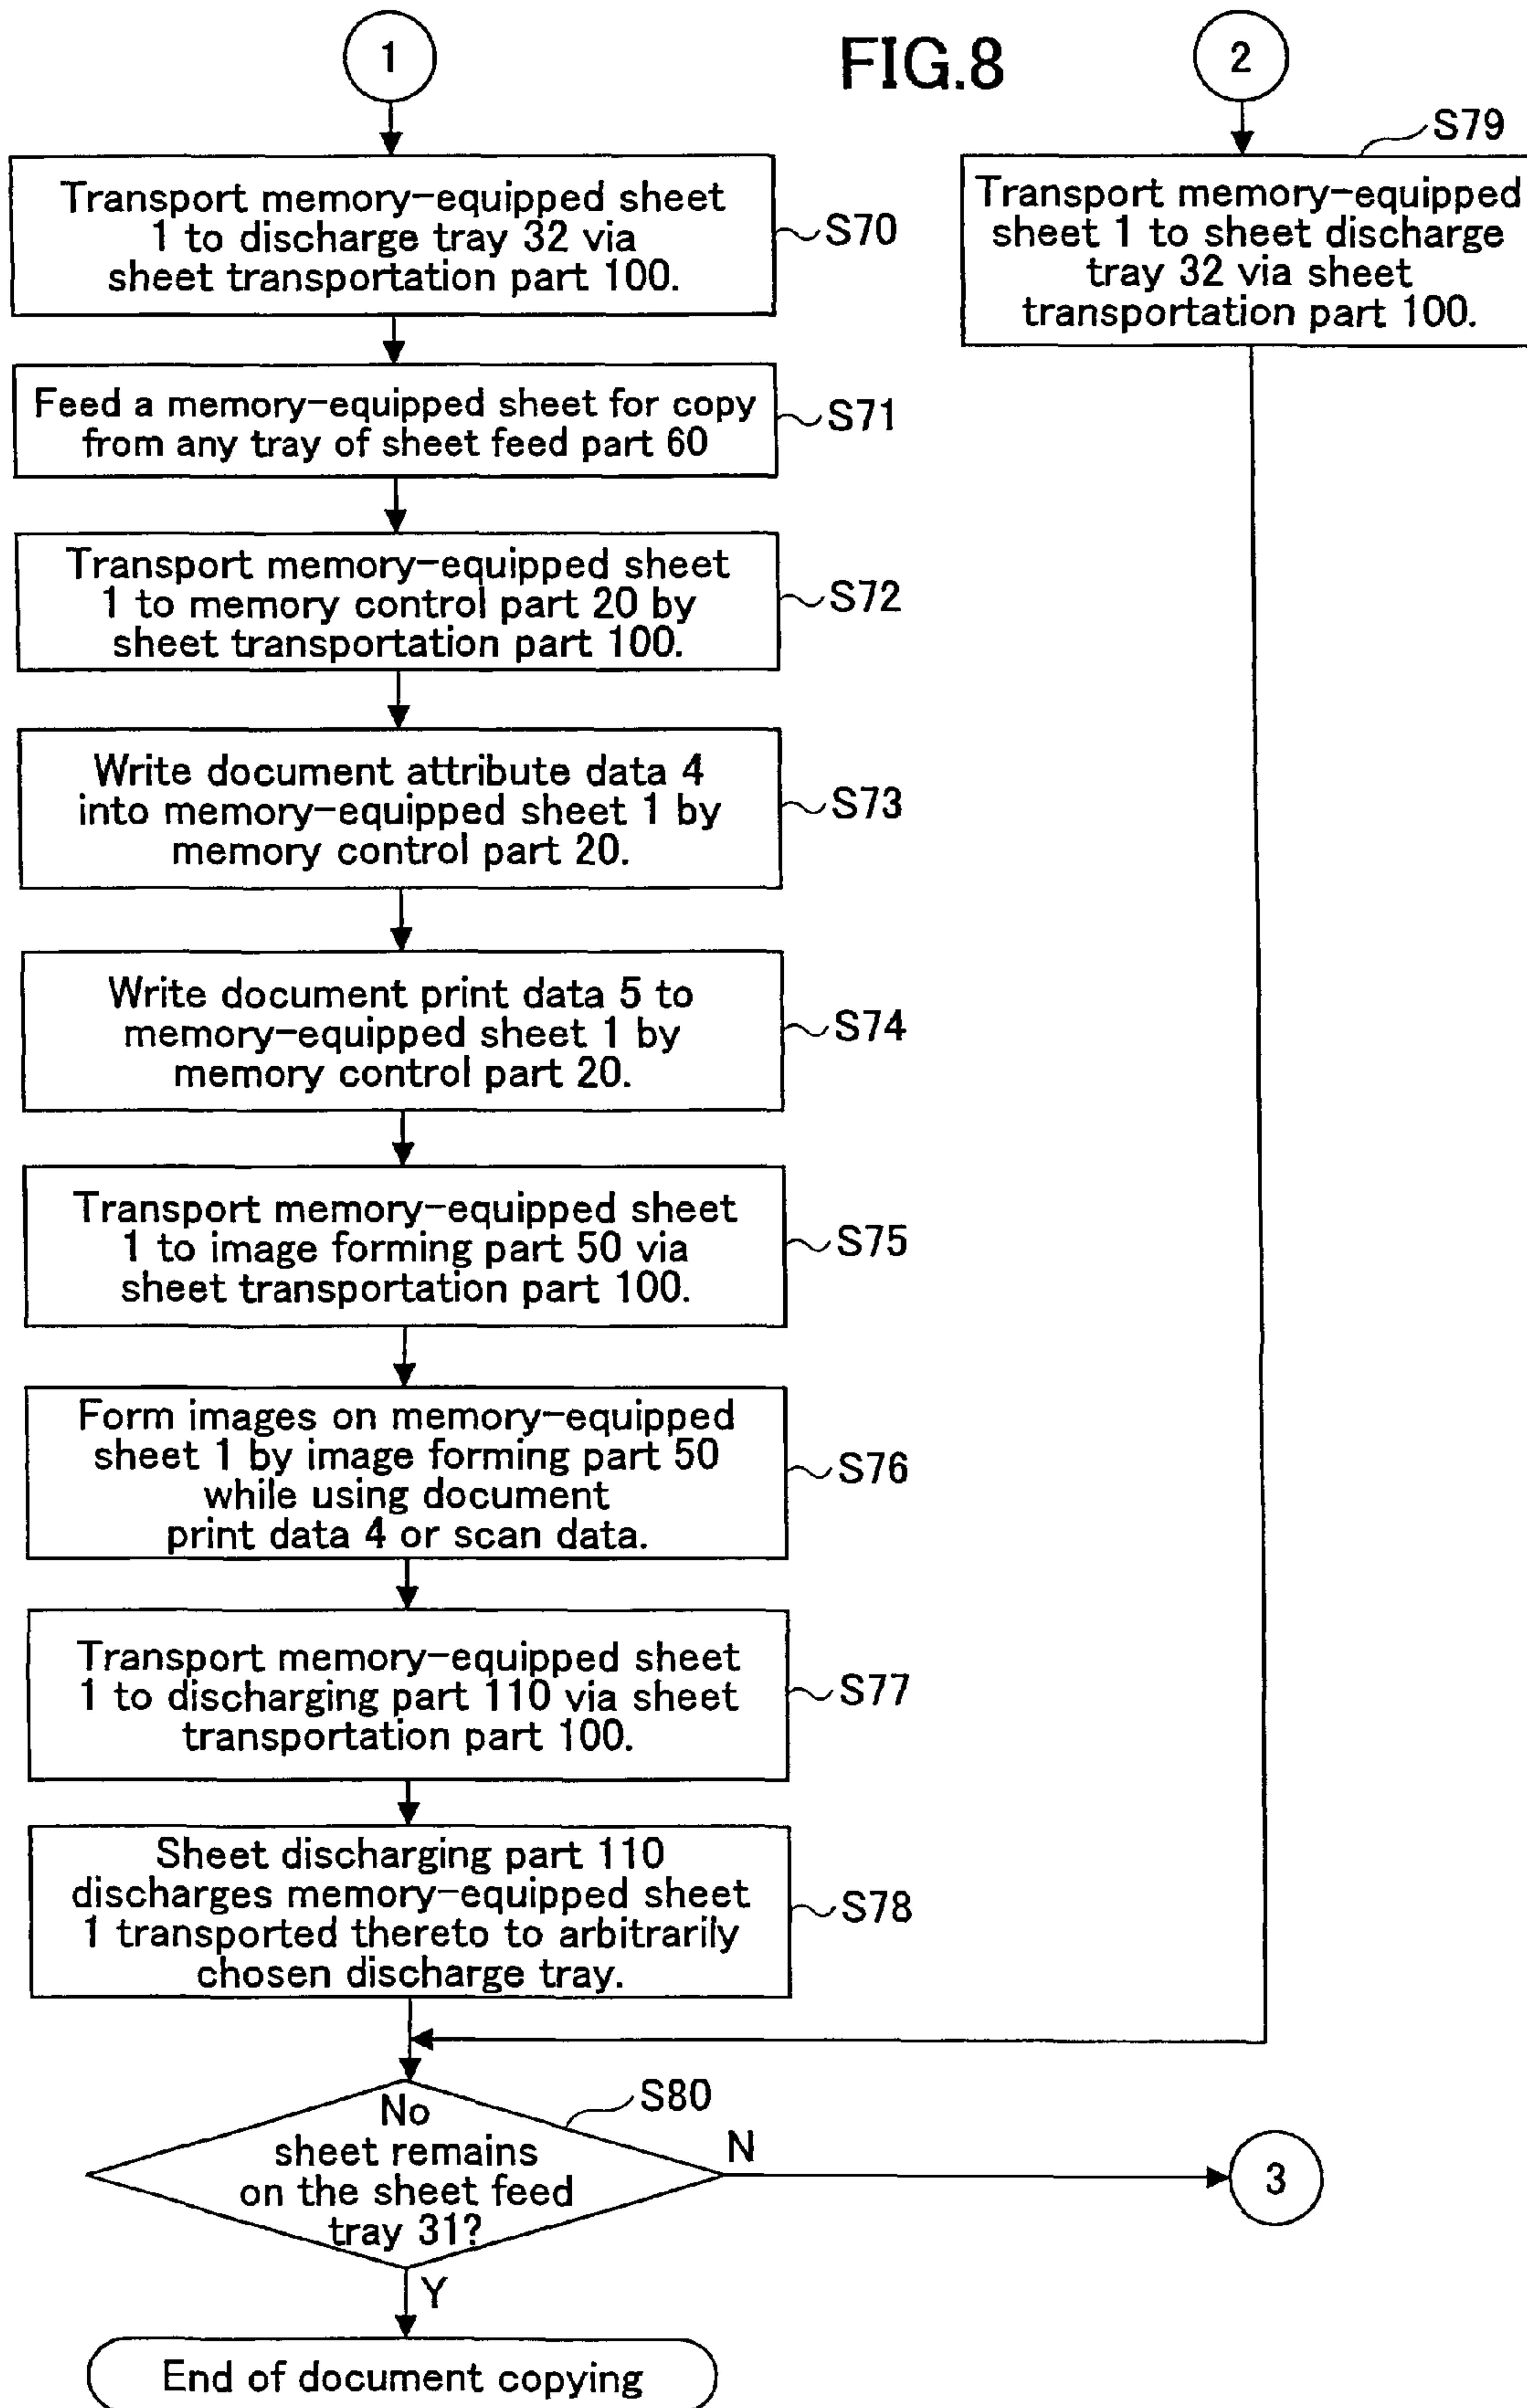 FIG.8
1
Transport memory-equipped sheet
1 to discharge tray 32 via
sheet transportation part 100.
S70
Feed a memory-equipped sheet for copy
from any tray of sheet feed part 60
S71
Transport memory-equipped sheet
1 to memory control part 20 by
sheet transportation part 100.
S72
Write document attribute data 4
into memory-equipped sheet 1 by
memory control part 20.
S73
Write document print data 5 to
memory-equipped sheet 1 by
memory control part 20.
S74
Transport memory-equipped sheet
1 to image forming part 50 via
sheet transportation part 100.
S75
Form images on memory-equipped
sheet 1 by image forming part 50
while using document
print data 4 or scan data.
S76
Transport memory-equipped sheet
1 to discharging part 110 via sheet
transportation part 100.
S77
Sheet discharging part 110
discharges memory-equipped sheet
1 transported thereto to arbitrarily
chosen discharge tray.
S78
2
S79
Transport memory-equipped
sheet 1 to sheet discharge
tray 32 via sheet
transportation part 100.
S80
No
sheet remains
on the sheet feed
tray 31?
N
3
Y
End of document copying